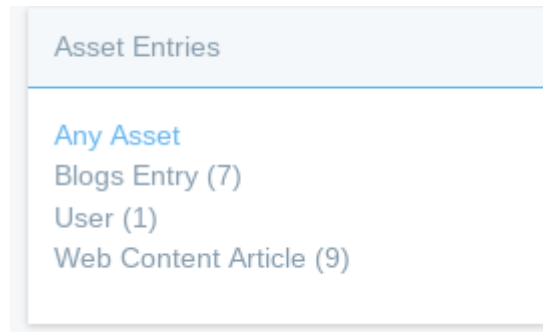 Asset Entries
Any Asset
Blogs Entry (7)
User (1)
Web Content Article (9)